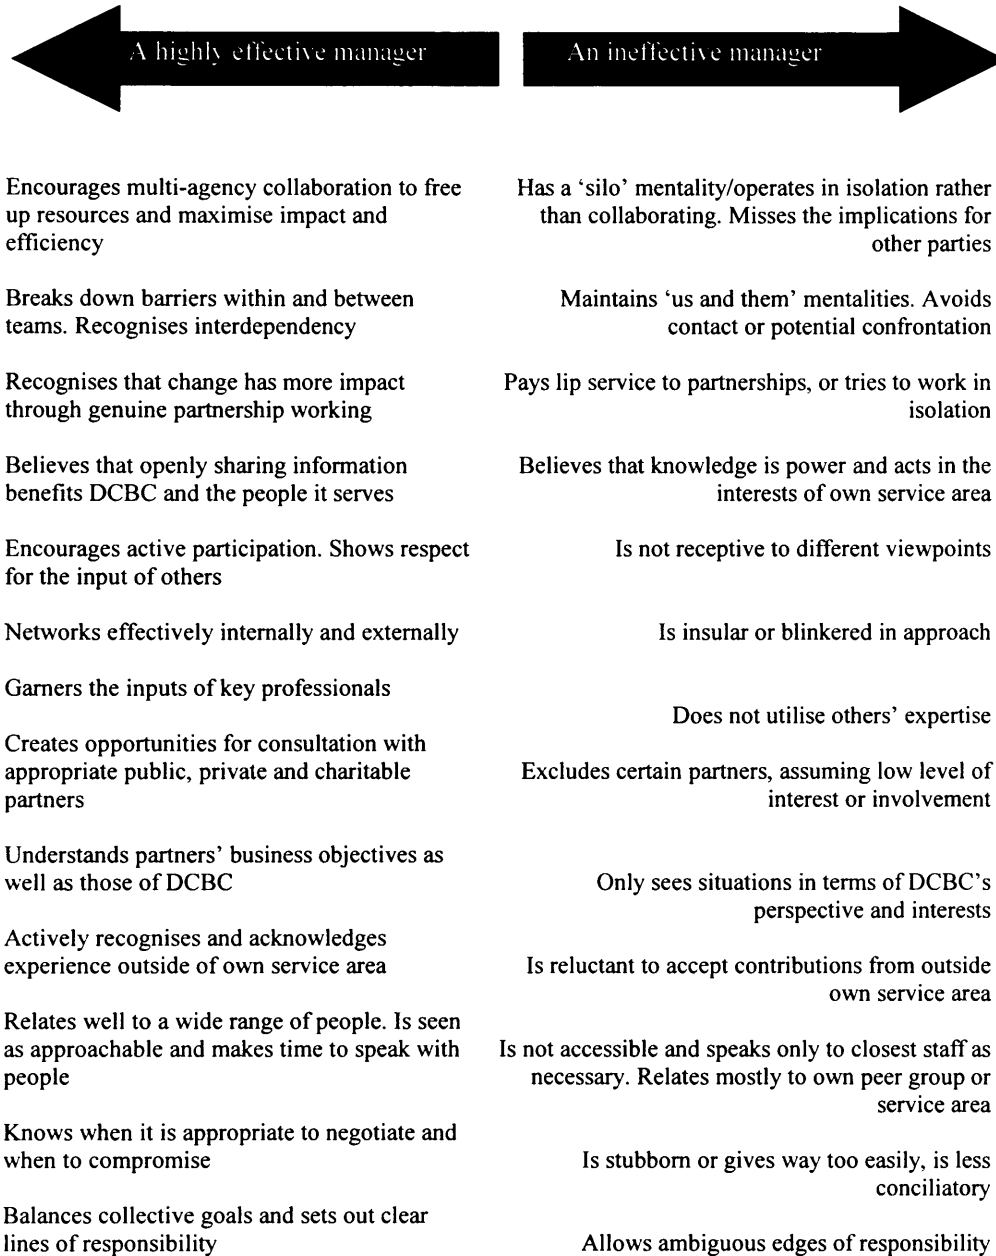 A highly effective manager
An ineffective manager
Encourages multi-agency collaboration to free
up resources and maximise impact and
efficiency
Has a ‘silo’ mentality/operates in isolation rather
than collaborating. Misses the implications for
other parties
Breaks down barriers within and between
teams. Recognises interdependency
Maintains ‘us and them’ mentalities. Avoids
contact or potential confrontation
Recognises that change has more impact
through genuine partnership working
Pays lip service to partnerships, or tries to work in
isolation
Believes that openly sharing information
benefits DCBC and the people it serves
Believes that knowledge is power and acts in the
interests of own service area
Encourages active participation. Shows respect
for the input of others
Is not receptive to different viewpoints
Networks effectively internally and externally
Is insular or blinkered in approach
Garners the inputs of key professionals
Does not utilise others’ expertise
Creates opportunities for consultation with
appropriate public, private and charitable
partners
Excludes certain partners, assuming low level of
interest or involvement
Understands partners’ business objectives as
well as those of DCBC
Only sees situations in terms of DCBC’s
perspective and interests
Actively recognises and acknowledges
experience outside of own service area
Is reluctant to accept contributions from outside
own service area
Relates well to a wide range of people. Is seen
as approachable and makes time to speak with
people
Is not accessible and speaks only to closest staff as
necessary. Relates mostly to own peer group or
service area
Knows when it is appropriate to negotiate and
when to compromise
Is stubborn or gives way too easily, is less
conciliatory
Balances collective goals and sets out clear
lines of responsibility
Allows ambiguous edges of responsibility